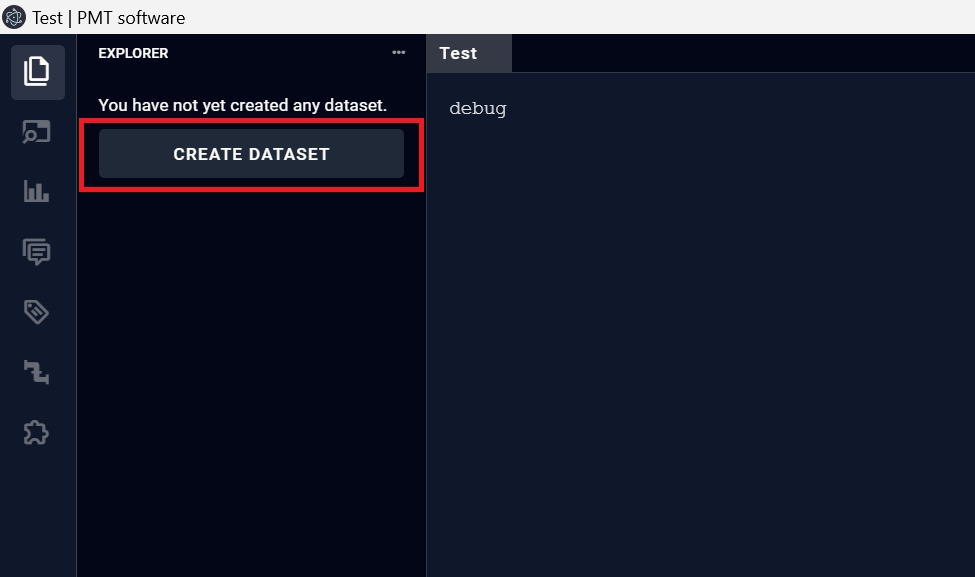 Test | PMT software
EXPLORER
You have not yet created any dataset.
CREATE DATASET
Test
debug